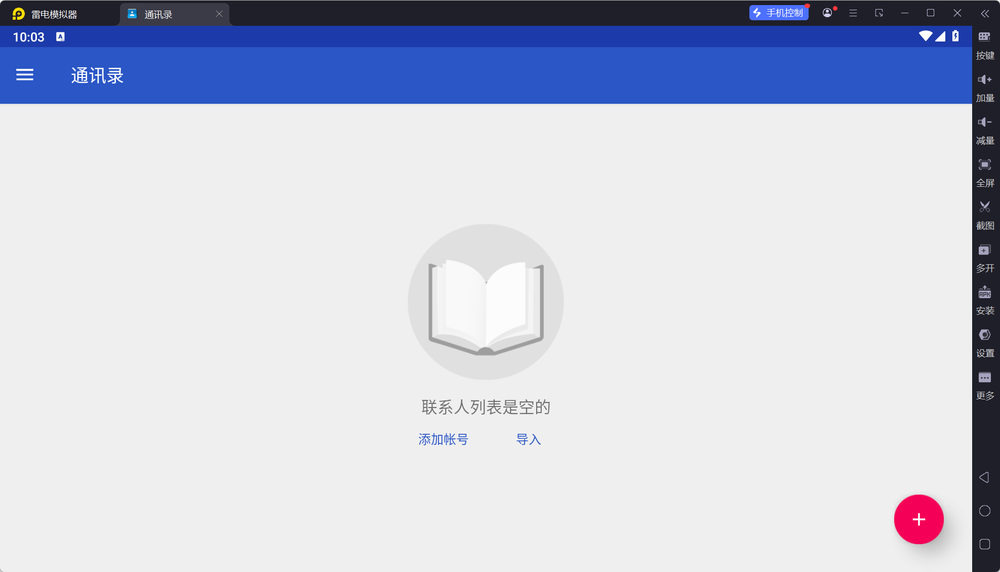 雷电模拟器
通讯录
手机控制
10:03
A
通讯录
按键
加量
减量
全屏
截图
多开
APK
安装
设置
更多
联系人列表是空的
添加帐号
导入